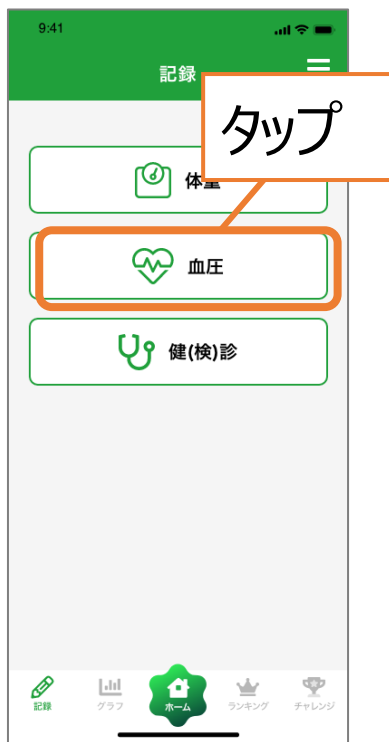 9:41
記録
タップ
体重
血圧
健(検)診
記録
グラフ
ホーム
ランキング
チャレンジ